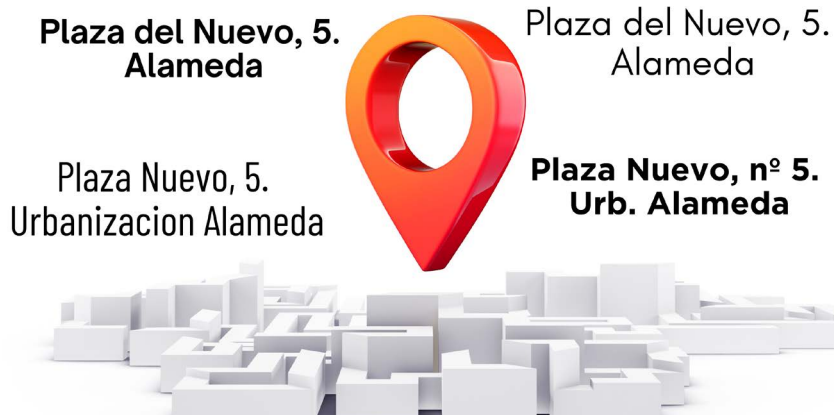 Plaza del Nuevo, 5.
Alameda
Plaza del Nuevo, 5.
Alameda
Plaza Nuevo, 5.
Urbanizacion Alameda
Plaza Nuevo, nº 5.
Urb. Alameda